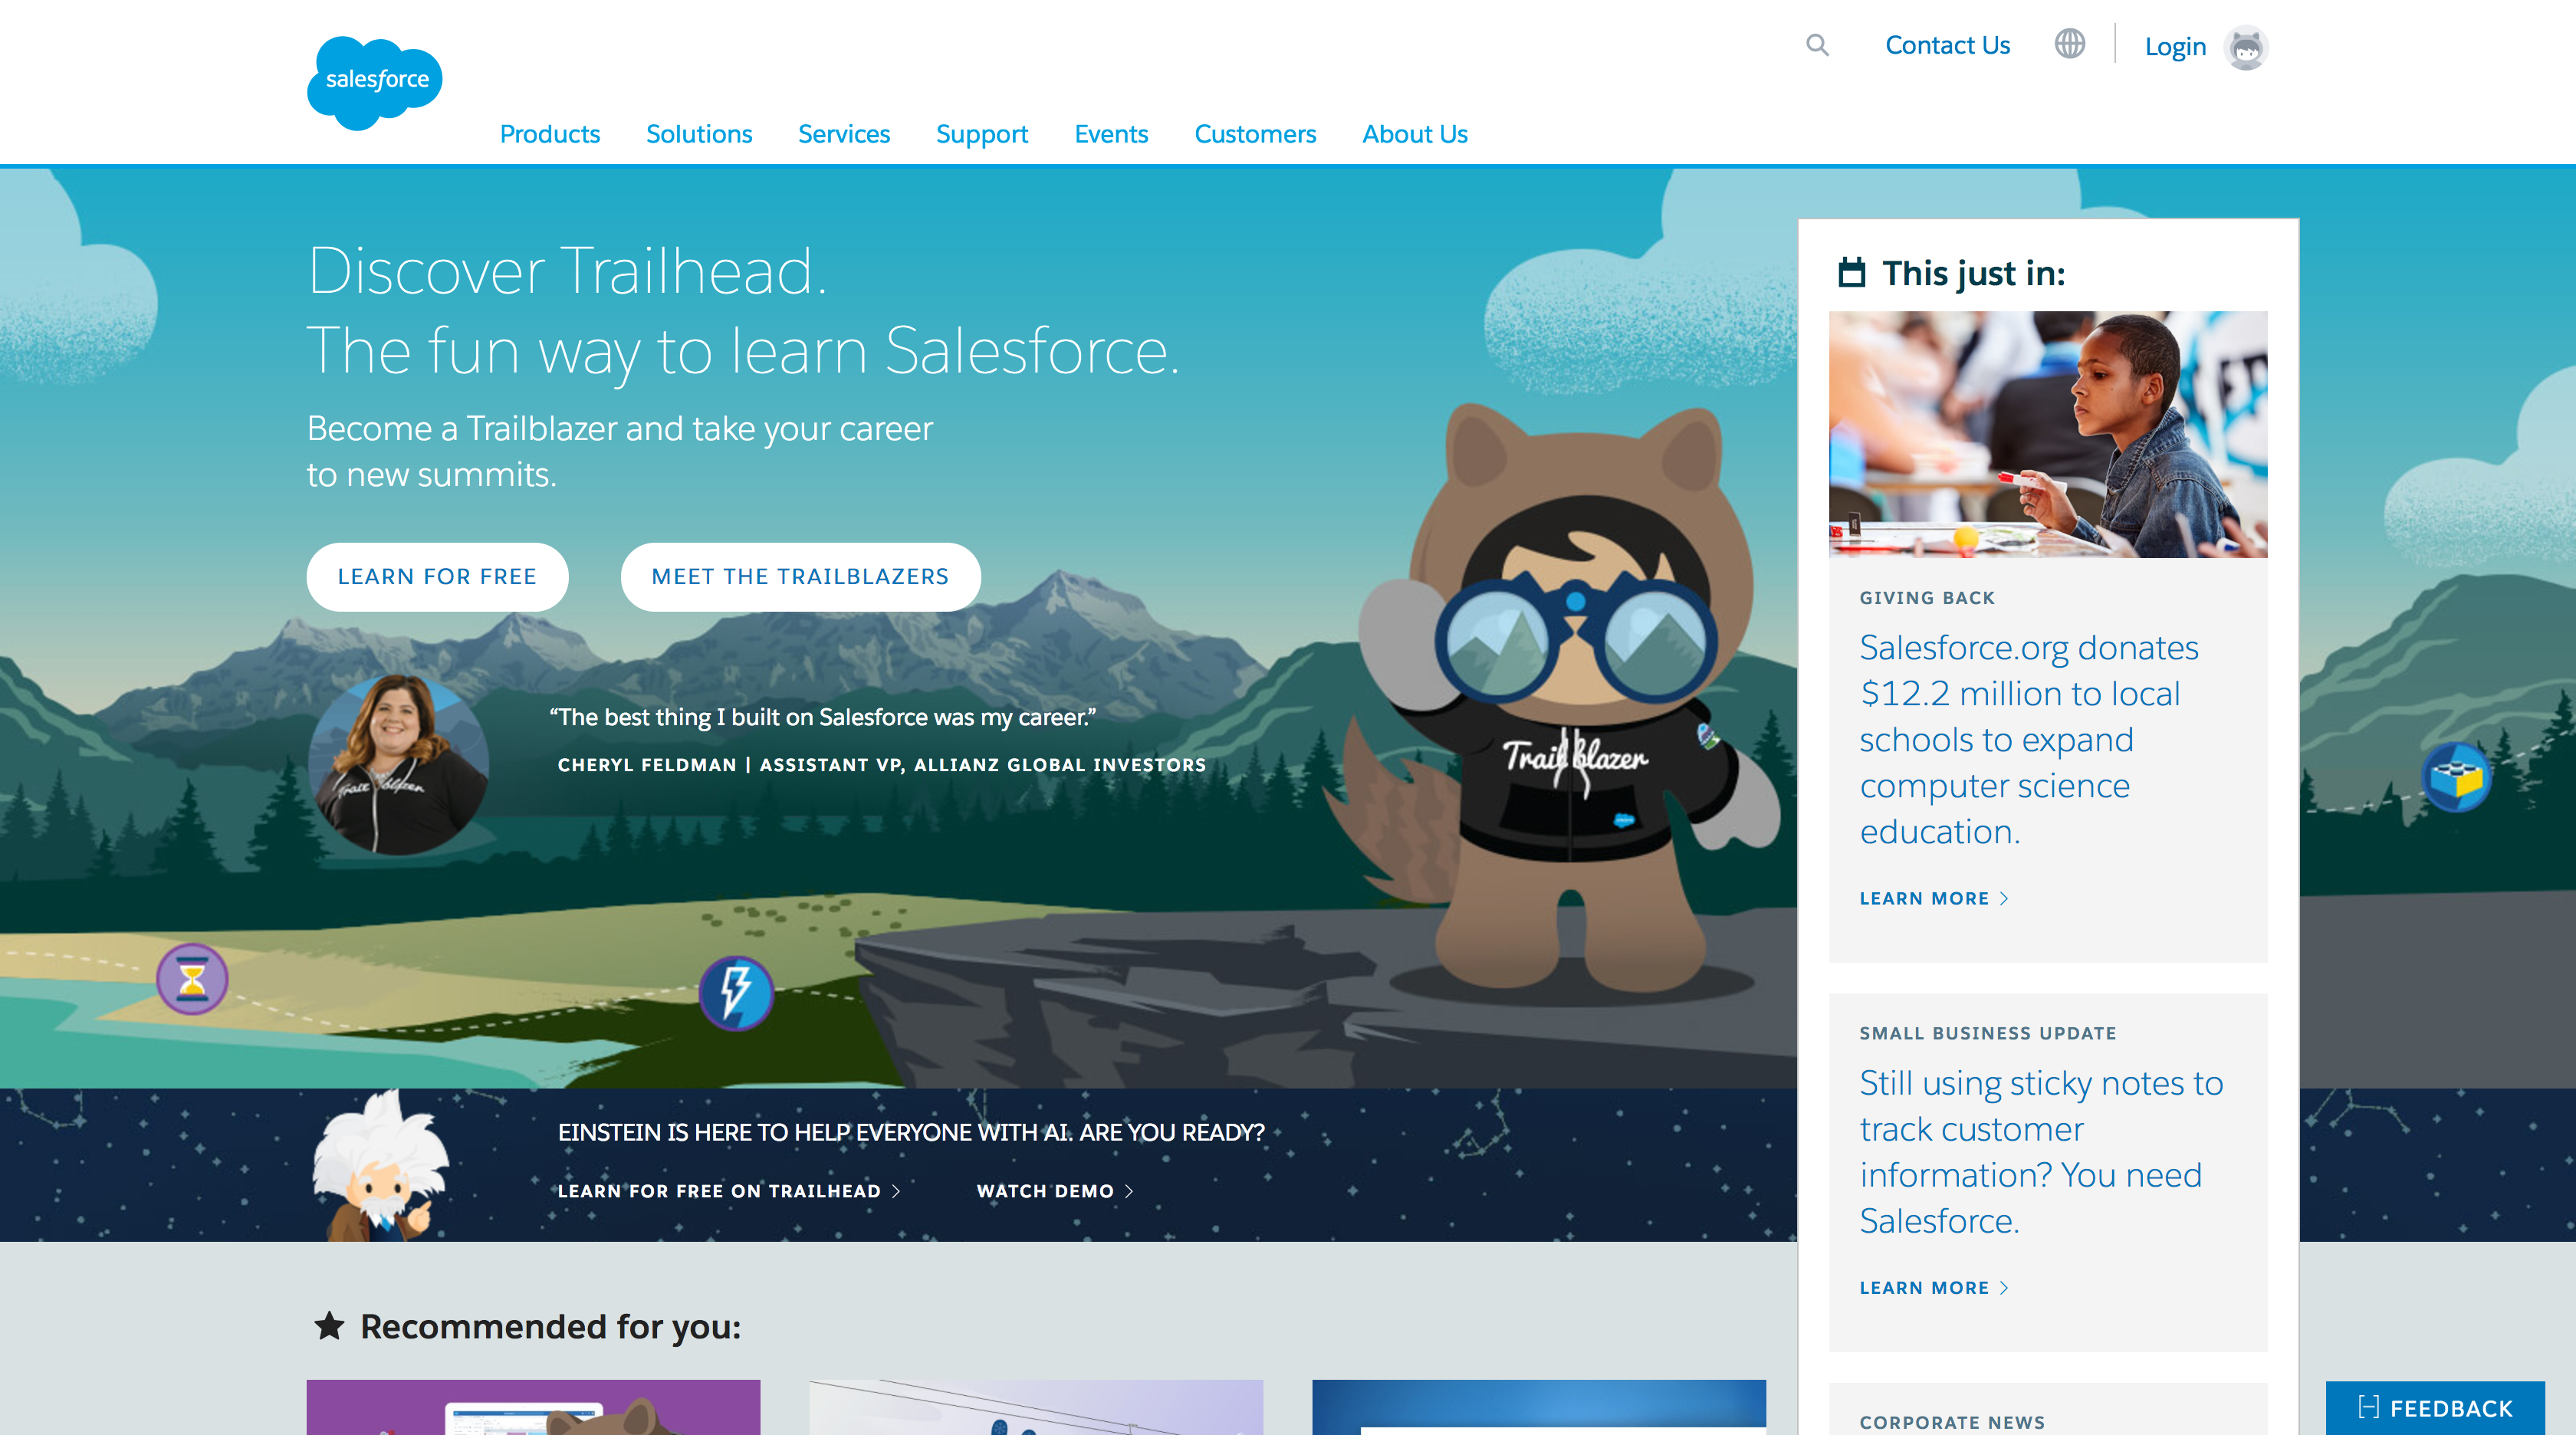 salesforce
Contact Us
Login
Products
Solutions
Services
Support
Events
Customers
About Us
Discover Trailhead.
The fun way to learn Salesforce.
Become a Trailblazer and take your career
to new summits.
LEARN FOR FREE
MEET THE TRAILBLAZERS
“The best thing I built on Salesforce was my career.”
CHERYL FELDMAN | ASSISTANT VP, ALLIANZ GLOBAL INVESTORS
Trailblazer
Trailblazer
EINSTEIN IS HERE TO HELP EVERYONE WITH AI. ARE YOU READY?
LEARN FOR FREE ON TRAILHEAD
WATCH DEMO
Recommended for you:
This just in:
GIVING BACK
Salesforce.org donates
$12.2 million to local
schools to expand
computer science
education.
LEARN MORE
SMALL BUSINESS UPDATE
Still using sticky notes to
track customer
information? You need
Salesforce.
LEARN MORE
CORPORATE NEWS
[-] FEEDBACK